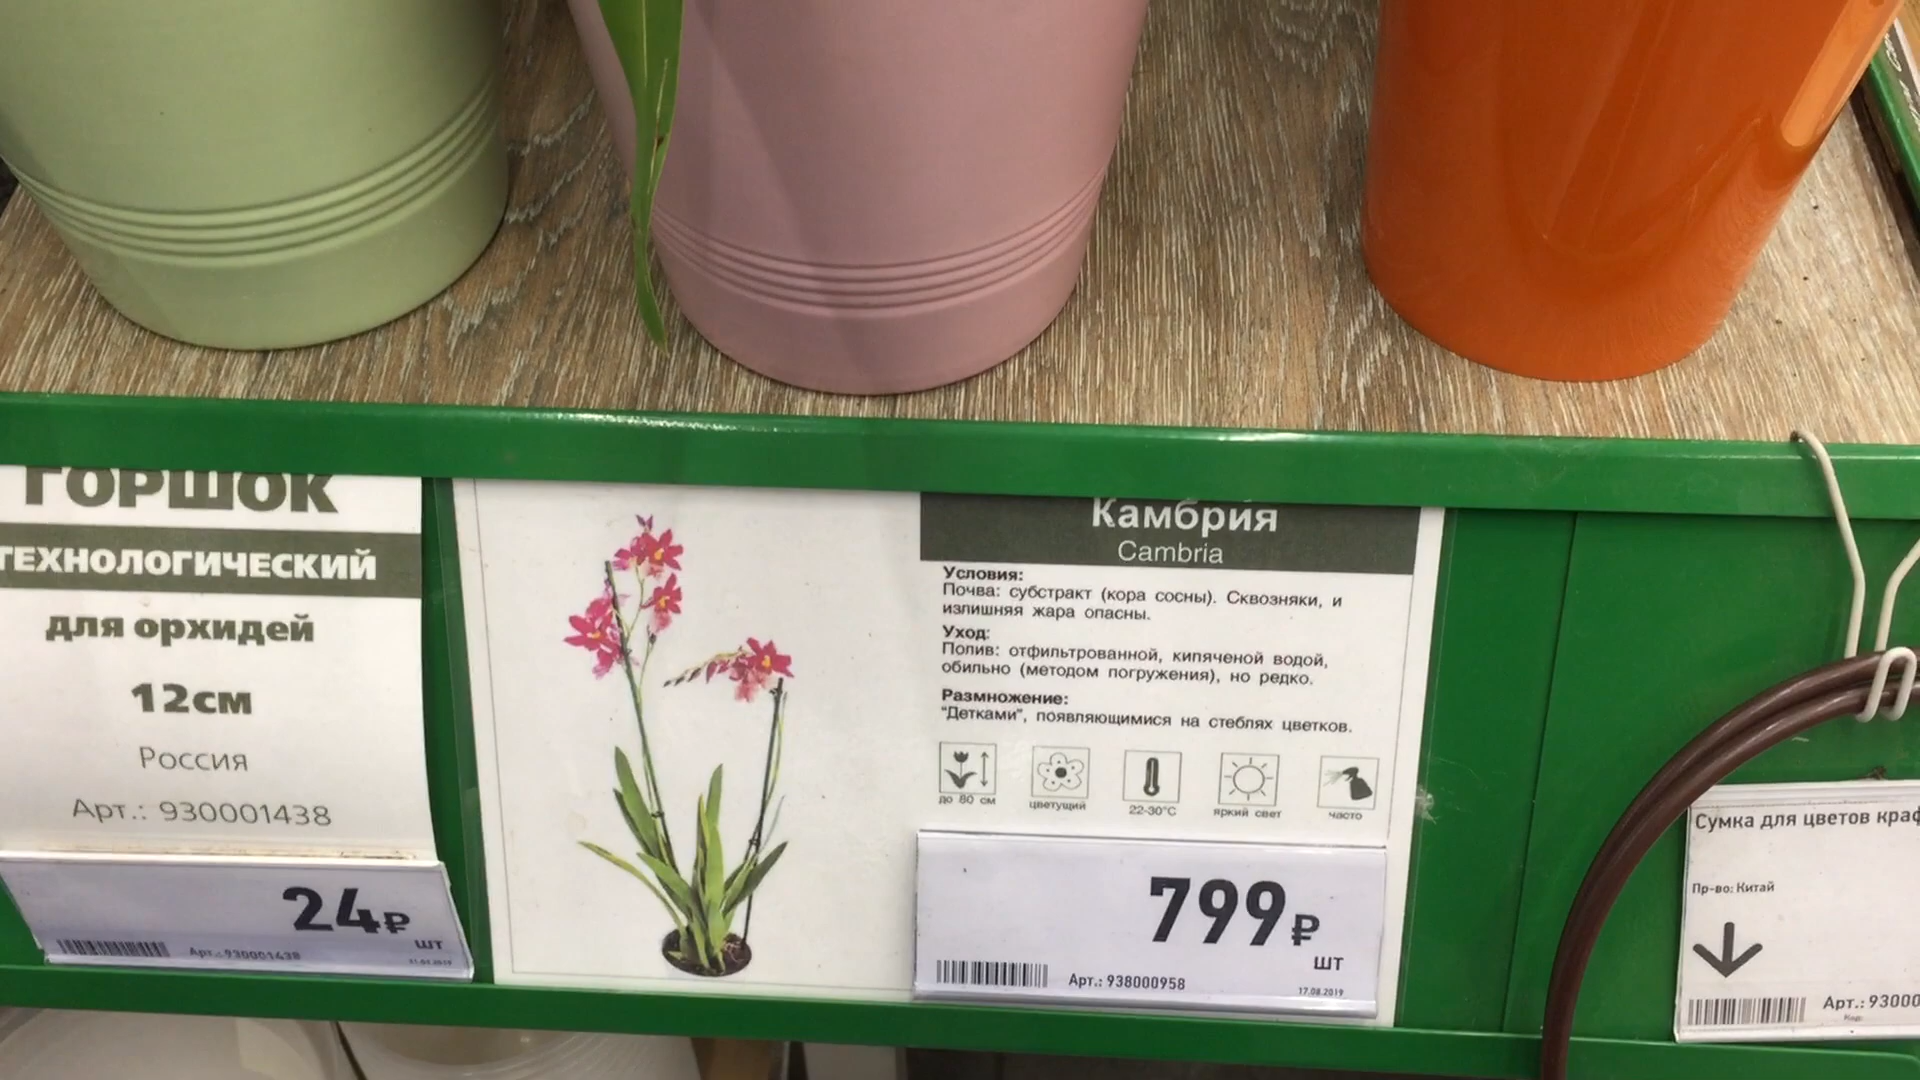 ГОРШОК
ТЕХНОЛОГИЧЕСКИЙ
для орхидей
12см
Россия
Арт.: 930001438
24₽
шт
Арт.:930001438
Камбрия
Cambria
Условия:
Почва: субстракт (кора сосны). Сквозняки, и
излишняя жара опасны.
Уход:
Полив: отфильтрованной, кипяченой водой,
обильно (методом погружения), но редко.
Размножение:
"Детками", появляющимися на стеблях цветков.
до 80 см
цветущий
22-30°C
яркий свет
часто
799₽
шт
Арт.: 938000958
17.08.2019
Сумка для цветов краф
Пр-во: Китай
Арт.: 93000